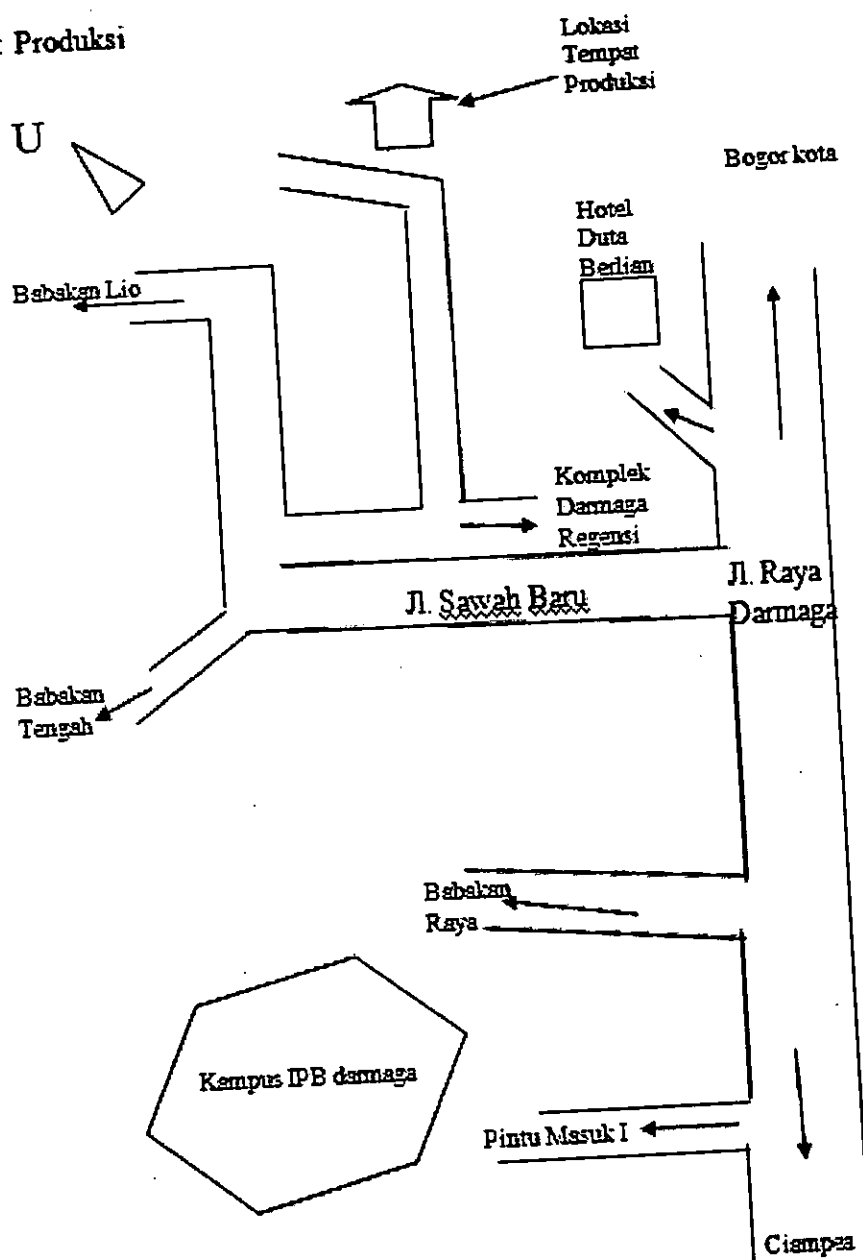 : Produksi
Lokasi
Tempat
Produksi
U
Bogor kota
Hotel
Duta
Berlian
Babakan Lio
Komplek
Darmaga
Regensi
Jl. Sawah Baru
Jl. Raya
Darmaga
Babakan
Tengah
Babakan
Raya
Kampus IPB darmaga
Pintu Masuk I
Ciampea